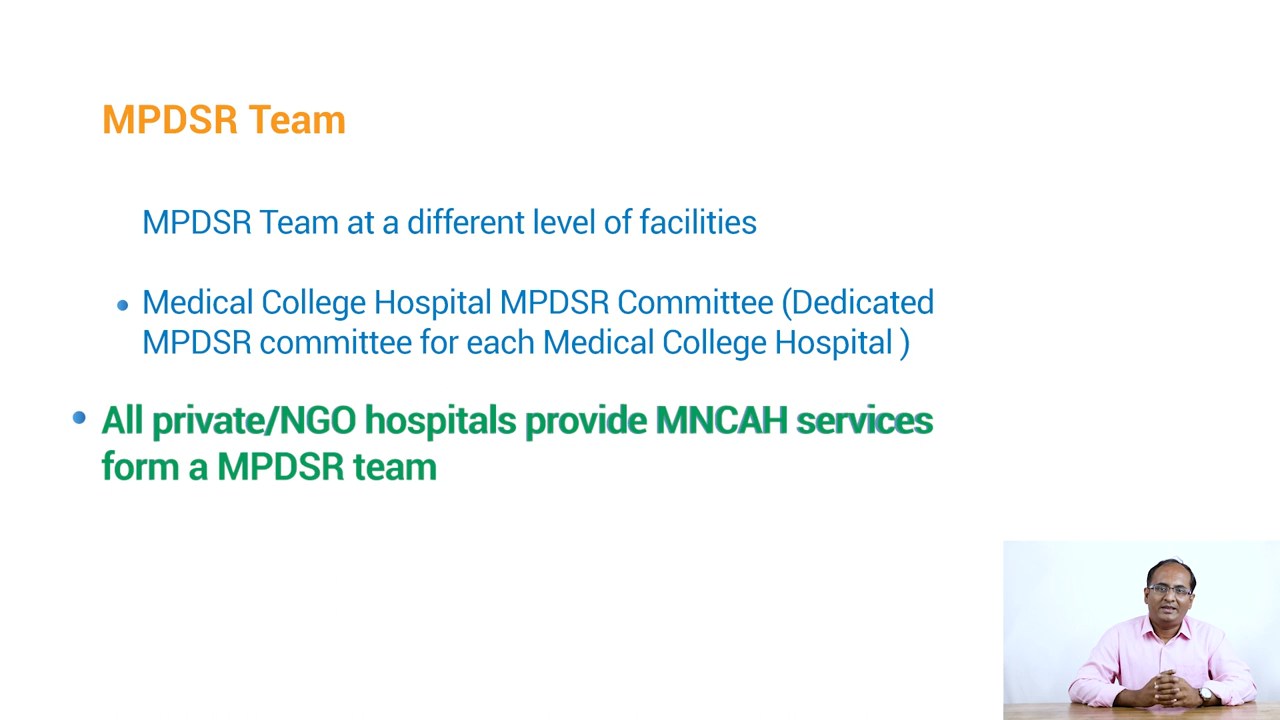 MPDSR Team
MPDSR Team at a different level of facilities
• Medical College Hospital MPDSR Committee (Dedicated
MPDSR committee for each Medical College Hospital )
• All private/NGO hospitals provide MNCAH services
form a MPDSR team